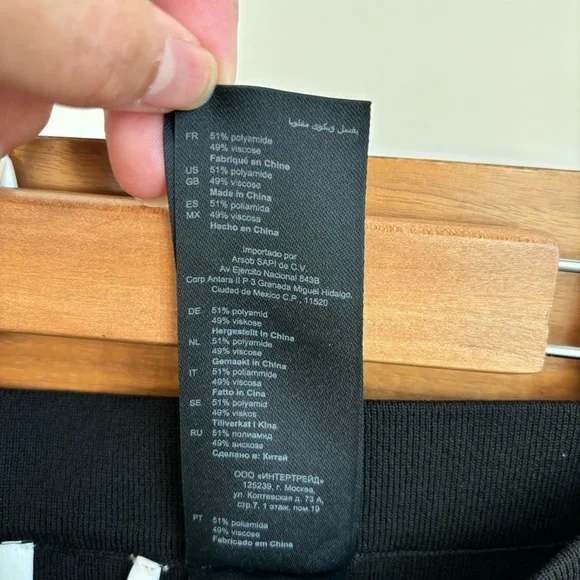 يغسل ويكوى مقلوبا
FR 51% polyamide
49% viscose
Fabriqué en Chine
US 51% polyamide
GB 49% viscose
Made in China
ES 51% poliamida
MX 49% viscosa
Hecho en China
Importado por
Arsob SAPI de C.V.
Av Ejercito Nacional 843B
Corp Antara II P 3 Granada Miguel Hidalgo,
Ciudad de Mexico C.P. 11520
DE 51% polyamid
49% viskose
Hergestellt in China
NL 51% polyamide
49% viscose
Gemaakt in China
IT 51% poliammide
49% viscosa
Fatto in Cina
SE 51% polyamid
49% viskos
Tillverkat i Kina
RU 51% полиамид
49% вискоза
Сделано в: Китай
ООО «ИНТЕРТРЕЙД»
125239, г. Москва,
ул. Коптевская д. 73 А,
стр.7, 1 этаж, пом.19
PT 51% poliamida
49% viscose
Fabricado em China